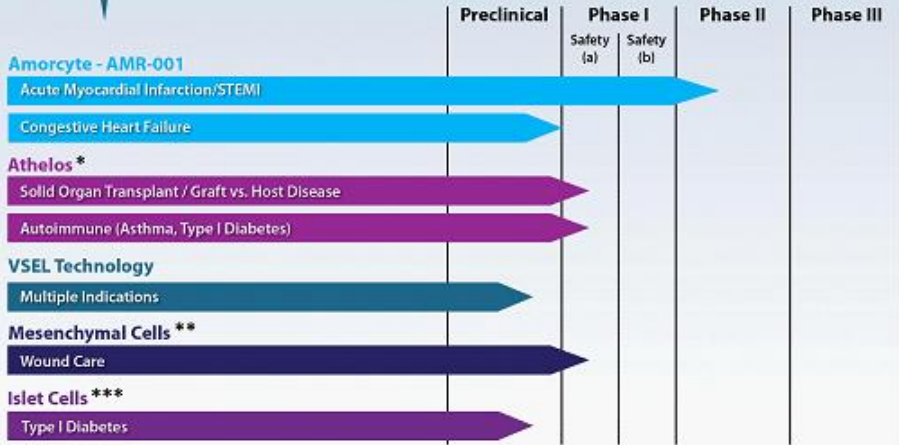 Preclinical Phase I Phase II Phase III
Safety (a) Safety (b)
Amorcyte - AMR-001
Acute Myocardial Infarction/STEMI
Congestive Heart Failure
Athelos *
Solid Organ Transplant / Graft vs. Host Disease
Autoimmune (Asthma, Type I Diabetes)
VSEL Technology
Multiple Indications
Mesenchymal Cells **
Wound Care
Islet Cells ***
Type I Diabetes